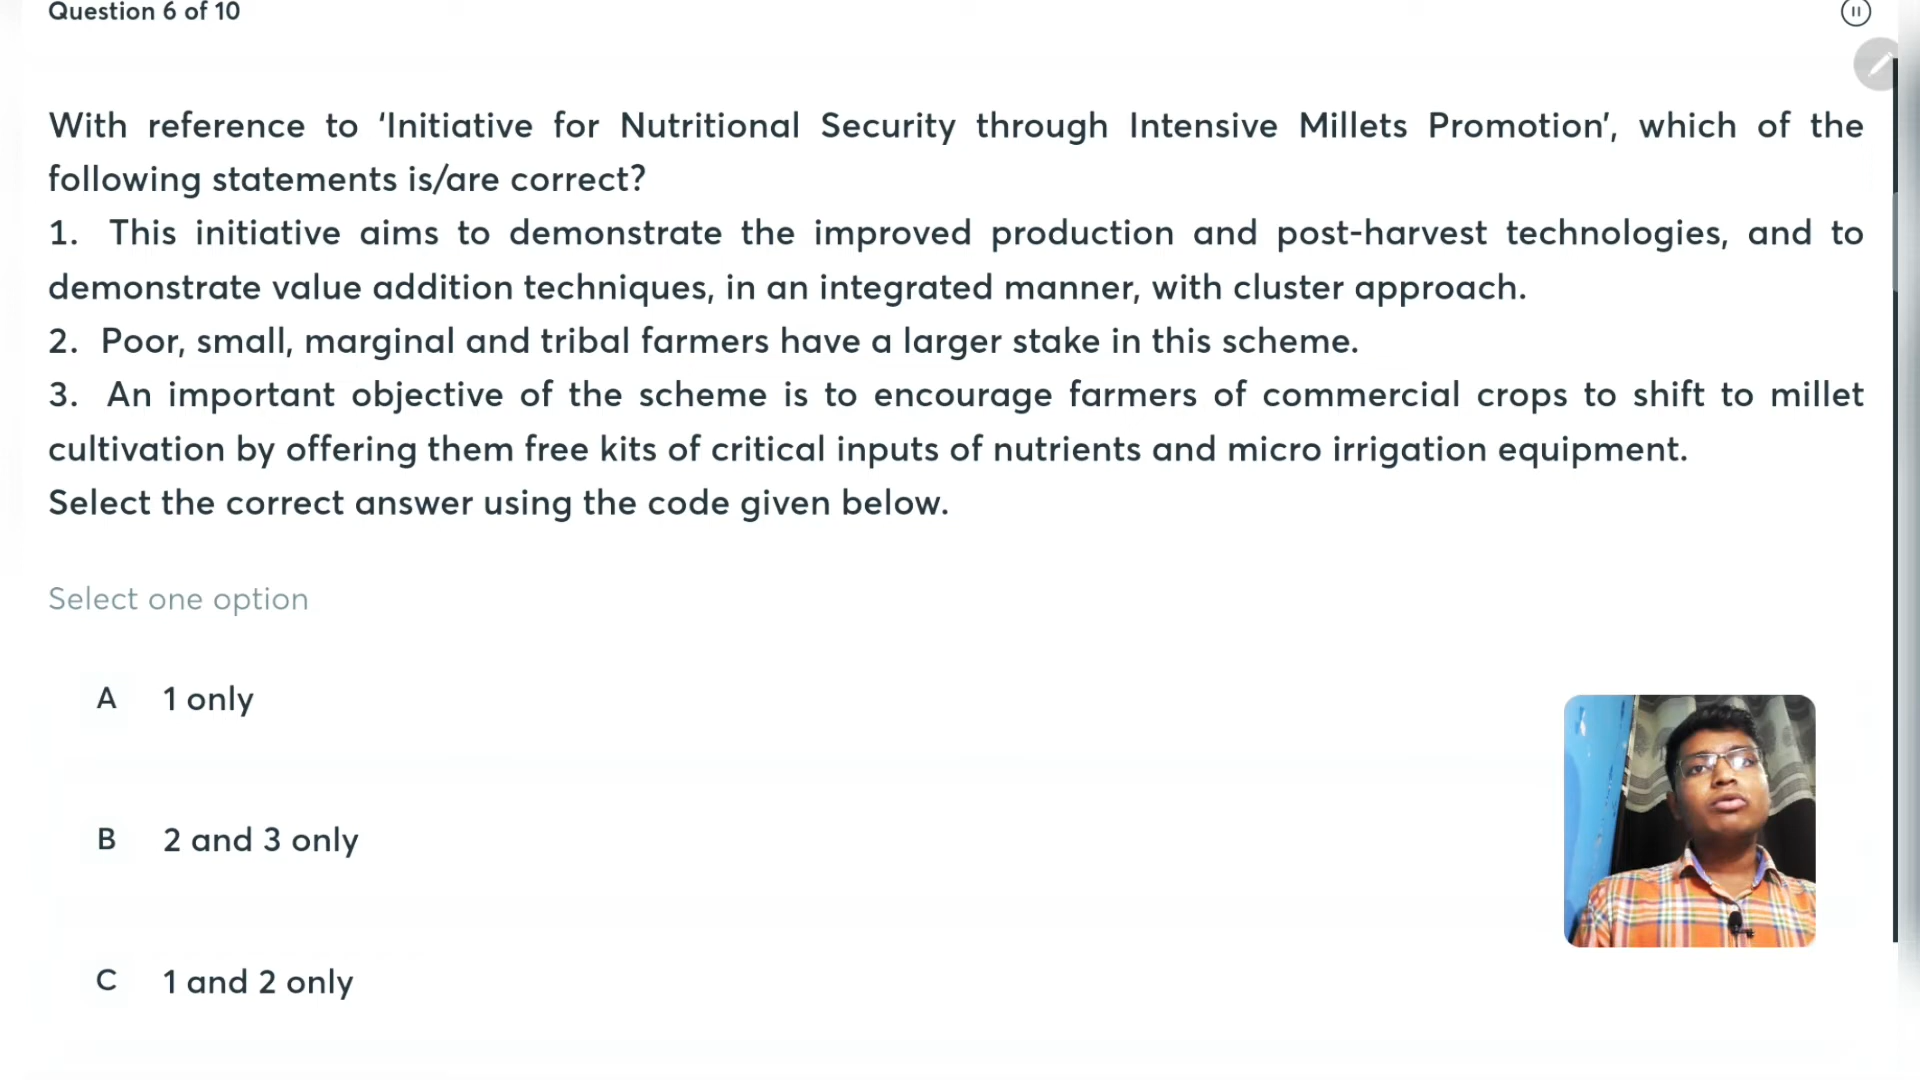 Question 6 of 10
With reference to ‘Initiative for Nutritional Security through Intensive Millets Promotion’, which of the
following statements is/are correct?
1. This initiative aims to demonstrate the improved production and post-harvest technologies, and to
demonstrate value addition techniques, in an integrated manner, with cluster approach.
2. Poor, small, marginal and tribal farmers have a larger stake in this scheme.
3. An important objective of the scheme is to encourage farmers of commercial crops to shift to millet
cultivation by offering them free kits of critical inputs of nutrients and micro irrigation equipment.
Select the correct answer using the code given below.
Select one option
A 1 only
B 2 and 3 only
C 1 and 2 only